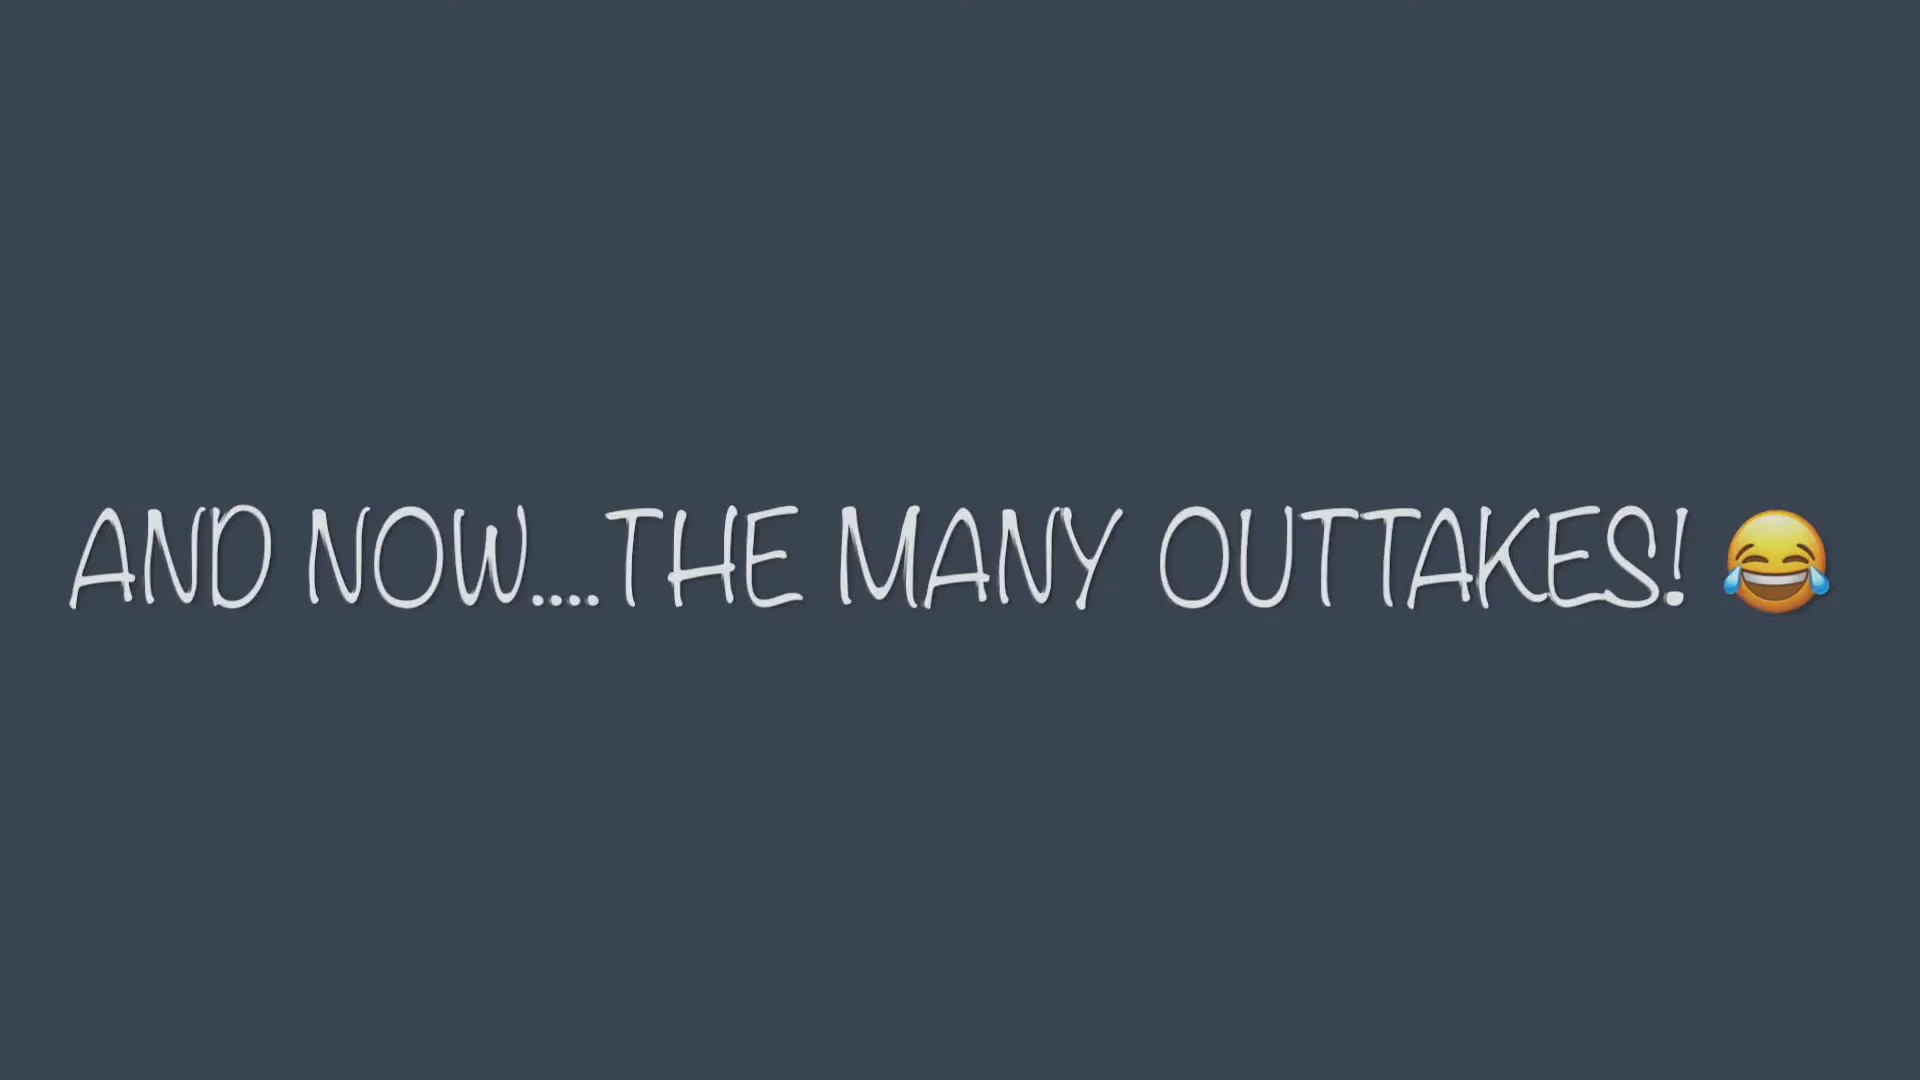 AND NOW....THE MANY OUTTAKES! 😂